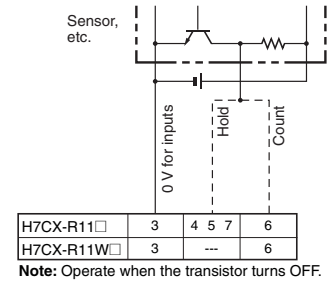 Sensor,
etc.
0 V for inputs
Hold
Count
H7CX-R11□ 3 4 5 7 6
H7CX-R11W□ 3 --- 6
Note: Operate when the transistor turns OFF.